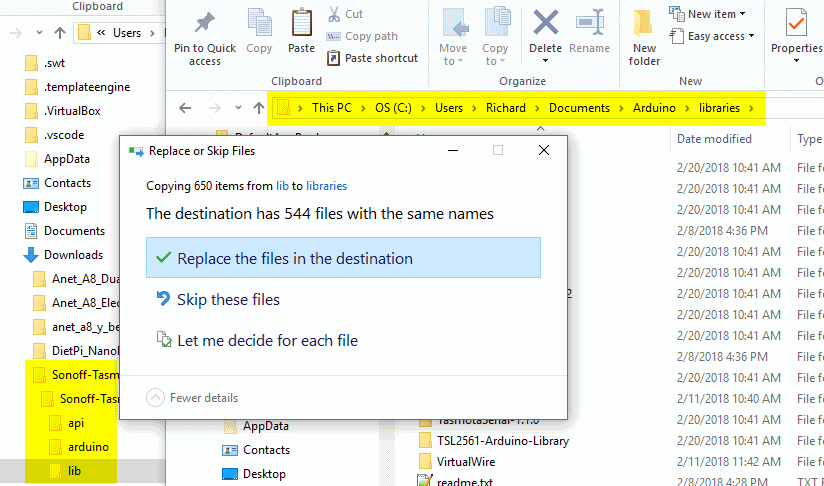 Clipboard
Users
.swt
.templateengine
.VirtualBox
.vscode
AppData
Contacts
Desktop
Documents
Downloads
Anet_A8_Dua
Anet_A8_Elec
anet_a8_y_be
DietPi_NanoP
Sonoff-Tasm
Sonoff-Tasm
api
arduino
lib
Pin to Quick access
Copy
Paste
Cut
Copy path
Paste shortcut
Clipboard
Move to
Copy to
Delete
Rename
Organize
New folder
New item
Easy access
New
Properties
This PC > OS (C:) > Users > Richard > Documents > Arduino > libraries >
Date modified
Type
2/20/2018 10:41 AM File fo
2/20/2018 10:41 AM File fo
2/20/2018 10:41 AM File fo
2/8/2018 4:36 PM File fo
2/20/2018 10:41 AM File fo
2/20/2018 10:41 AM File fo
2/20/2018 10:41 AM File fo
2/20/2018 10:41 AM File fo
2/20/2018 10:41 AM File fo
2/8/2018 4:36 PM File fo
2/20/2018 10:41 AM File fo
2/11/2018 10:40 AM File fo
2/20/2018 10:41 AM File fo
2/20/2018 10:41 AM File fo
2/11/2018 11:42 AM File fo
2/8/2018 4:28 PM TXT F
Replace or Skip Files
Copying 650 items from lib to libraries
The destination has 544 files with the same names
Replace the files in the destination
Skip these files
Let me decide for each file
Fewer details
AppData
Contacts
Desktop
TasmotaSerial-1.1.0
TSL2561-Arduino-Library
VirtualWire
readme.txt